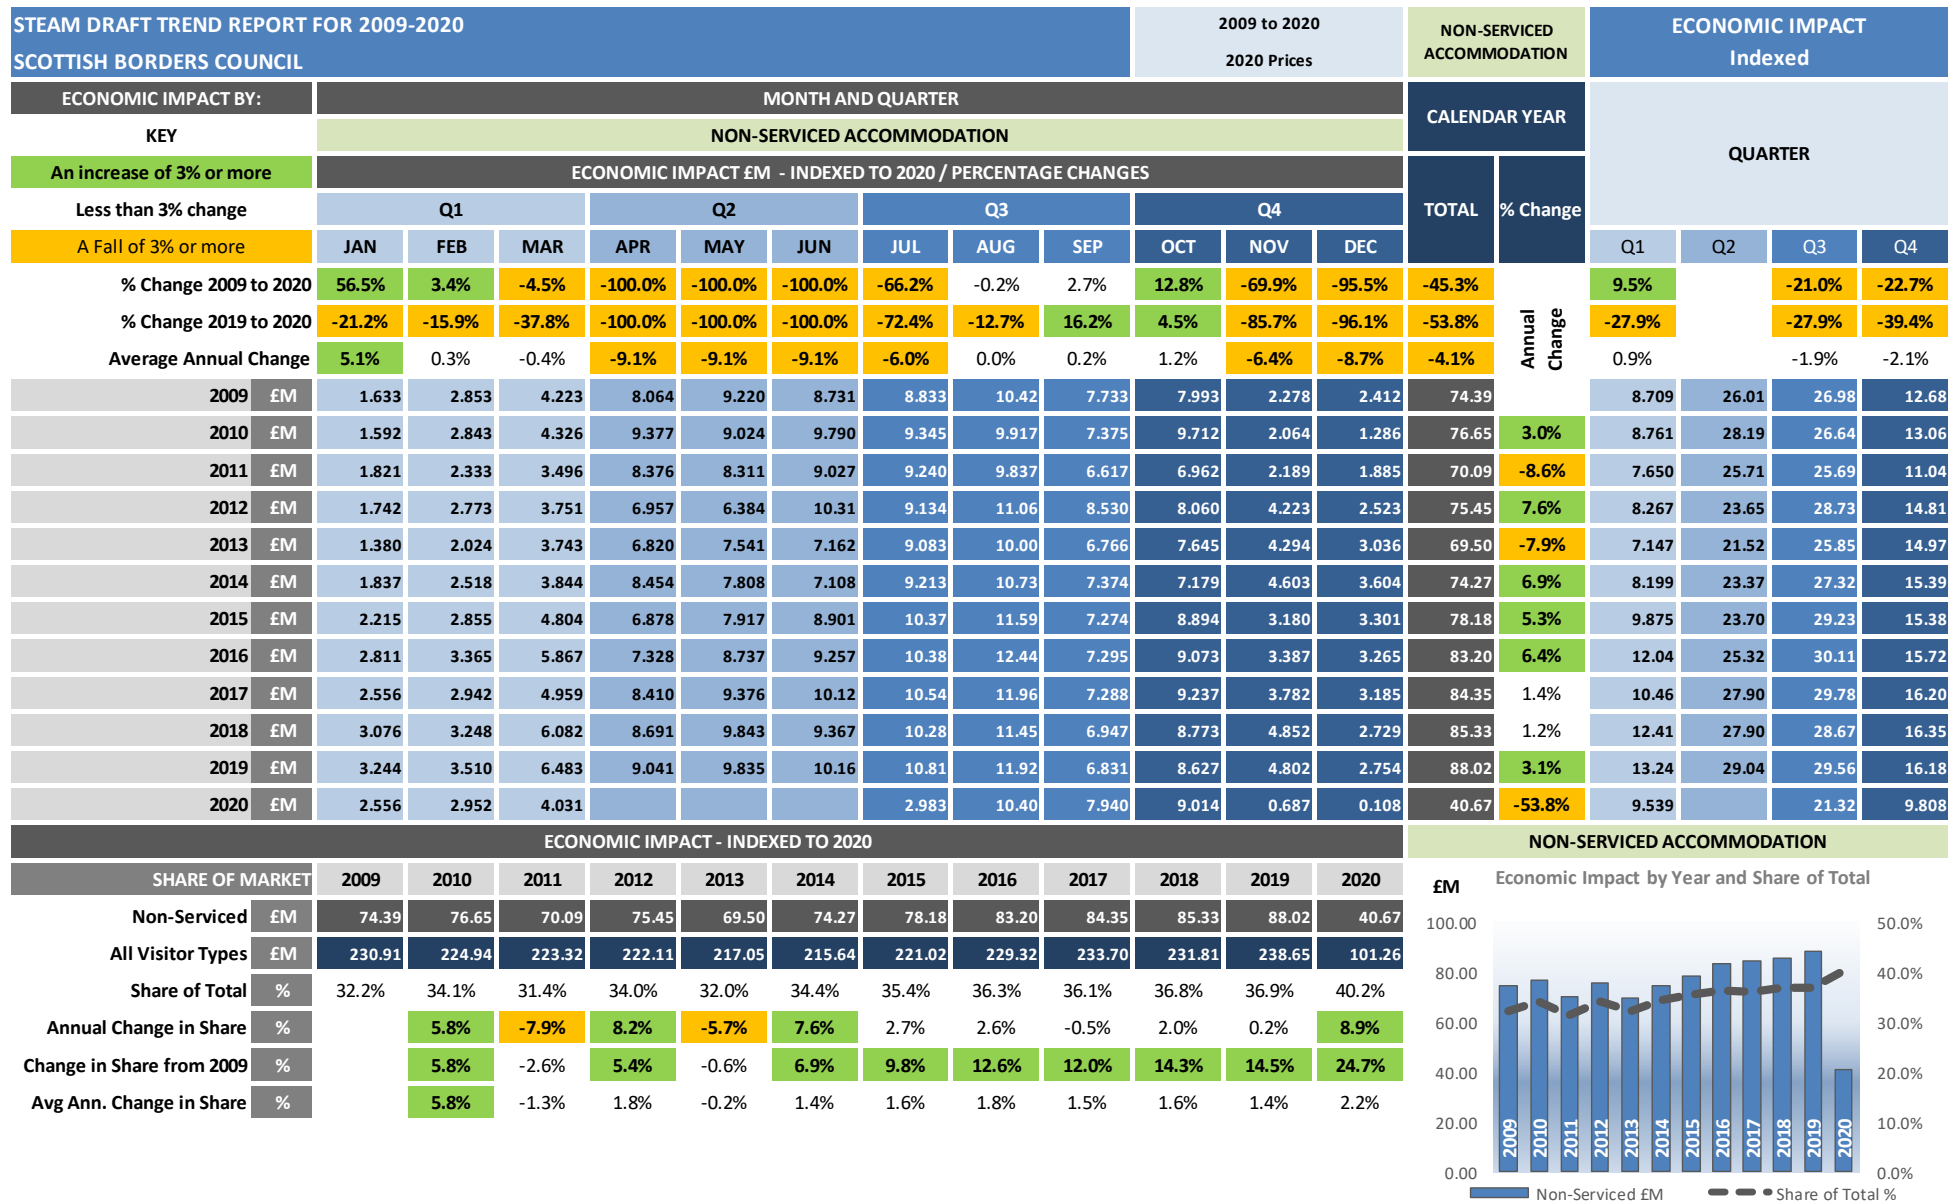 STEAM DRAFT TREND REPORT FOR 2009-2020
SCOTTISH BORDERS COUNCIL
2009 to 2020
2020 Prices
NON-SERVICED
ACCOMMODATION
ECONOMIC IMPACT
Indexed
ECONOMIC IMPACT BY:
MONTH AND QUARTER
CALENDAR YEAR
QUARTER
KEY
NON-SERVICED ACCOMMODATION
An increase of 3% or more
ECONOMIC IMPACT £M - INDEXED TO 2020 / PERCENTAGE CHANGES
TOTAL % Change
Less than 3% change Q1 Q2 Q3 Q4
A Fall of 3% or more JAN FEB MAR APR MAY JUN JUL AUG SEP OCT NOV DEC Q1 Q2 Q3 Q4
% Change 2009 to 2020 56.5% 3.4% -4.5% -100.0% -100.0% -100.0% -66.2% -0.2% 2.7% 12.8% -69.9% -95.5% -45.3% 9.5% -21.0% -22.7%
% Change 2019 to 2020 -21.2% -15.9% -37.8% -100.0% -100.0% -100.0% -72.4% -12.7% 16.2% 4.5% -85.7% -96.1% -53.8% -27.9% -27.9% -39.4%
Average Annual Change 5.1% 0.3% -0.4% -9.1% -9.1% -9.1% -6.0% 0.0% 0.2% 1.2% -6.4% -8.7% -4.1% 0.9% -1.9% -2.1%
Annual
Change
2009 £M 1.633 2.853 4.223 8.064 9.220 8.731 8.833 10.42 7.733 7.993 2.278 2.412 74.39 8.709 26.01 26.98 12.68
2010 £M 1.592 2.843 4.326 9.377 9.024 9.790 9.345 9.917 7.375 9.712 2.064 1.286 76.65 3.0% 8.761 28.19 26.64 13.06
2011 £M 1.821 2.333 3.496 8.376 8.311 9.027 9.240 9.837 6.617 6.962 2.189 1.885 70.09 -8.6% 7.650 25.71 25.69 11.04
2012 £M 1.742 2.773 3.751 6.957 6.384 10.31 9.134 11.06 8.530 8.060 4.223 2.523 75.45 7.6% 8.267 23.65 28.73 14.81
2013 £M 1.380 2.024 3.743 6.820 7.541 7.162 9.083 10.00 6.766 7.645 4.294 3.036 69.50 -7.9% 7.147 21.52 25.85 14.97
2014 £M 1.837 2.518 3.844 8.454 7.808 7.108 9.213 10.73 7.374 7.179 4.603 3.604 74.27 6.9% 8.199 23.37 27.32 15.39
2015 £M 2.215 2.855 4.804 6.878 7.917 8.901 10.37 11.59 7.274 8.894 3.180 3.301 78.18 5.3% 9.875 23.70 29.23 15.38
2016 £M 2.811 3.365 5.867 7.328 8.737 9.257 10.38 12.44 7.295 9.073 3.387 3.265 83.20 6.4% 12.04 25.32 30.11 15.72
2017 £M 2.556 2.942 4.959 8.410 9.376 10.12 10.54 11.96 7.288 9.237 3.782 3.185 84.35 1.4% 10.46 27.90 29.78 16.20
2018 £M 3.076 3.248 6.082 8.691 9.843 9.367 10.28 11.45 6.947 8.773 4.852 2.729 85.33 1.2% 12.41 27.90 28.67 16.35
2019 £M 3.244 3.510 6.483 9.041 9.835 10.16 10.81 11.92 6.831 8.627 4.802 2.754 88.02 3.1% 13.24 29.04 29.56 16.18
2020 £M 2.556 2.952 4.031 2.983 10.40 7.940 9.014 0.687 0.108 40.67 -53.8% 9.539 21.32 9.808
ECONOMIC IMPACT - INDEXED TO 2020
SHARE OF MARKET 2009 2010 2011 2012 2013 2014 2015 2016 2017 2018 2019 2020
Non-Serviced £M 74.39 76.65 70.09 75.45 69.50 74.27 78.18 83.20 84.35 85.33 88.02 40.67
All Visitor Types £M 230.91 224.94 223.32 222.11 217.05 215.64 221.02 229.32 233.70 231.81 238.65 101.26
Share of Total % 32.2% 34.1% 31.4% 34.0% 32.0% 34.4% 35.4% 36.3% 36.1% 36.8% 36.9% 40.2%
Annual Change in Share % 5.8% -7.9% 8.2% -5.7% 7.6% 2.7% 2.6% -0.5% 2.0% 0.2% 8.9%
Change in Share from 2009 % 5.8% -2.6% 5.4% -0.6% 6.9% 9.8% 12.6% 12.0% 14.3% 14.5% 24.7%
Avg Ann. Change in Share % 5.8% -1.3% 1.8% -0.2% 1.4% 1.6% 1.8% 1.5% 1.6% 1.4% 2.2%
NON-SERVICED ACCOMMODATION
£M Economic Impact by Year and Share of Total
100.00 50.0%
80.00 40.0%
60.00 30.0%
40.00 20.0%
20.00 10.0%
0.00 0.0%
2009 2010 2011 2012 2013 2014 2015 2016 2017 2018 2019 2020
Non-Serviced £M Share of Total %